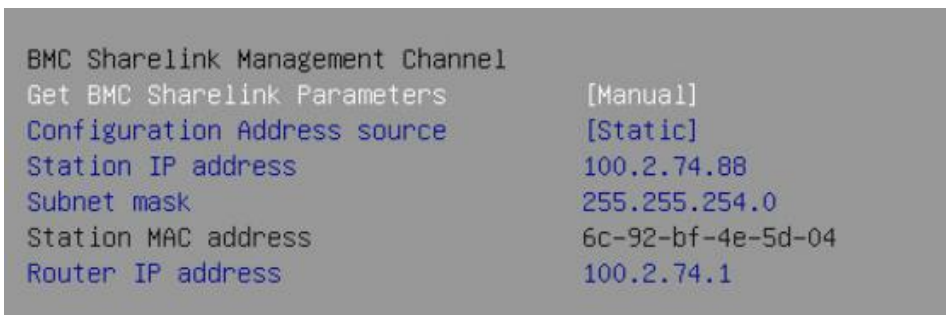 BMC Sharelink Management Channel
Get BMC Sharelink Parameters [Manual]
Configuration Address source [Static]
Station IP address 100.2.74.88
Subnet mask 255.255.254.0
Station MAC address 6c-92-bf-4e-5d-04
Router IP address 100.2.74.1